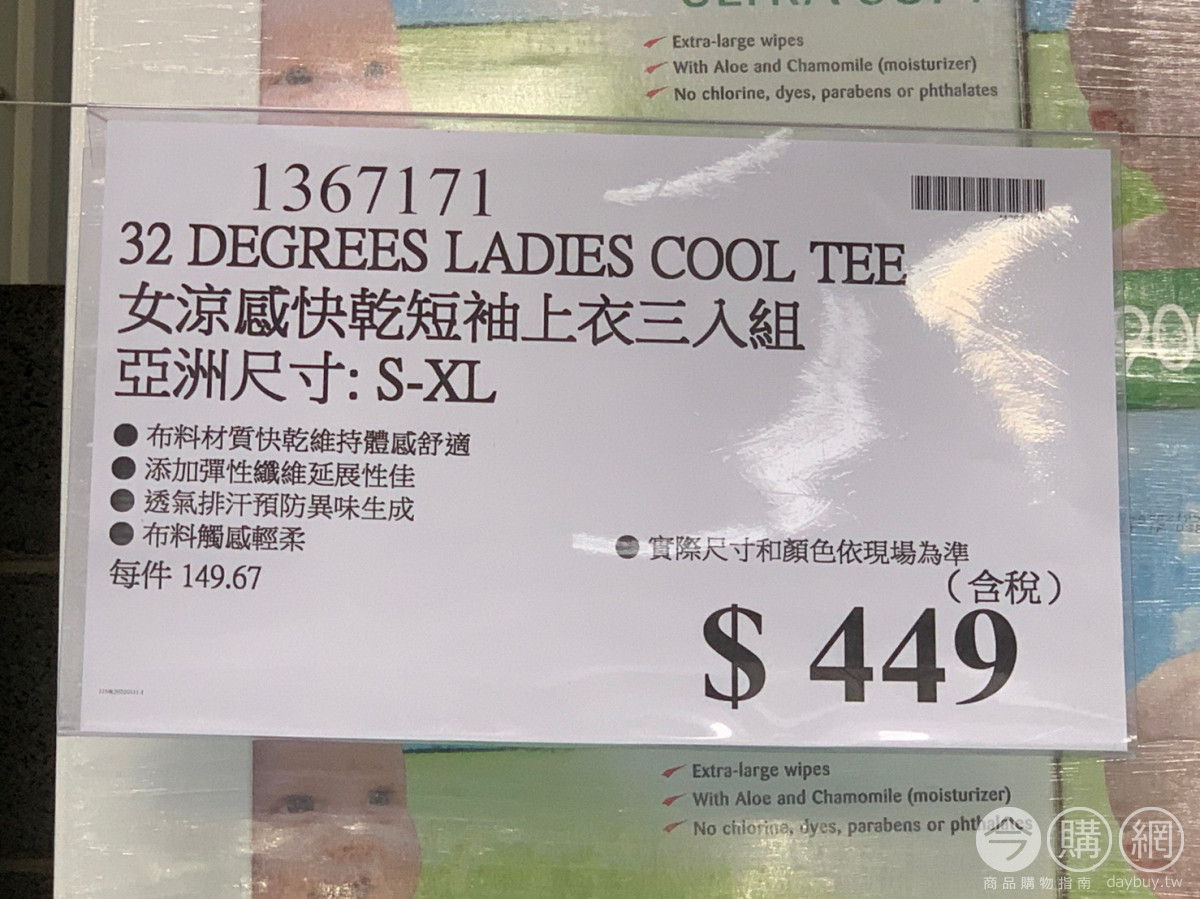 Extra-large wipes
With Aloe and Chamomile (moisturizer)
No chlorine, dyes, parabens or phthalates
1367171
32 DEGREES LADIES COOL TEE
女涼感快乾短袖上衣三入組
亞洲尺寸: S-XL
● 布料材質快乾維持體感舒適
● 添加彈性纖維延展性佳
● 透氣排汗預防異味生成
● 布料觸感輕柔
● 實際尺寸和顏色依現場為準
每件 149.67
（含稅）
$ 449
Extra-large wipes
With Aloe and Chamomile (moisturizer)
No chlorine, dyes, parabens or phthalates
今購網
商品購物指南 daybuy.tw